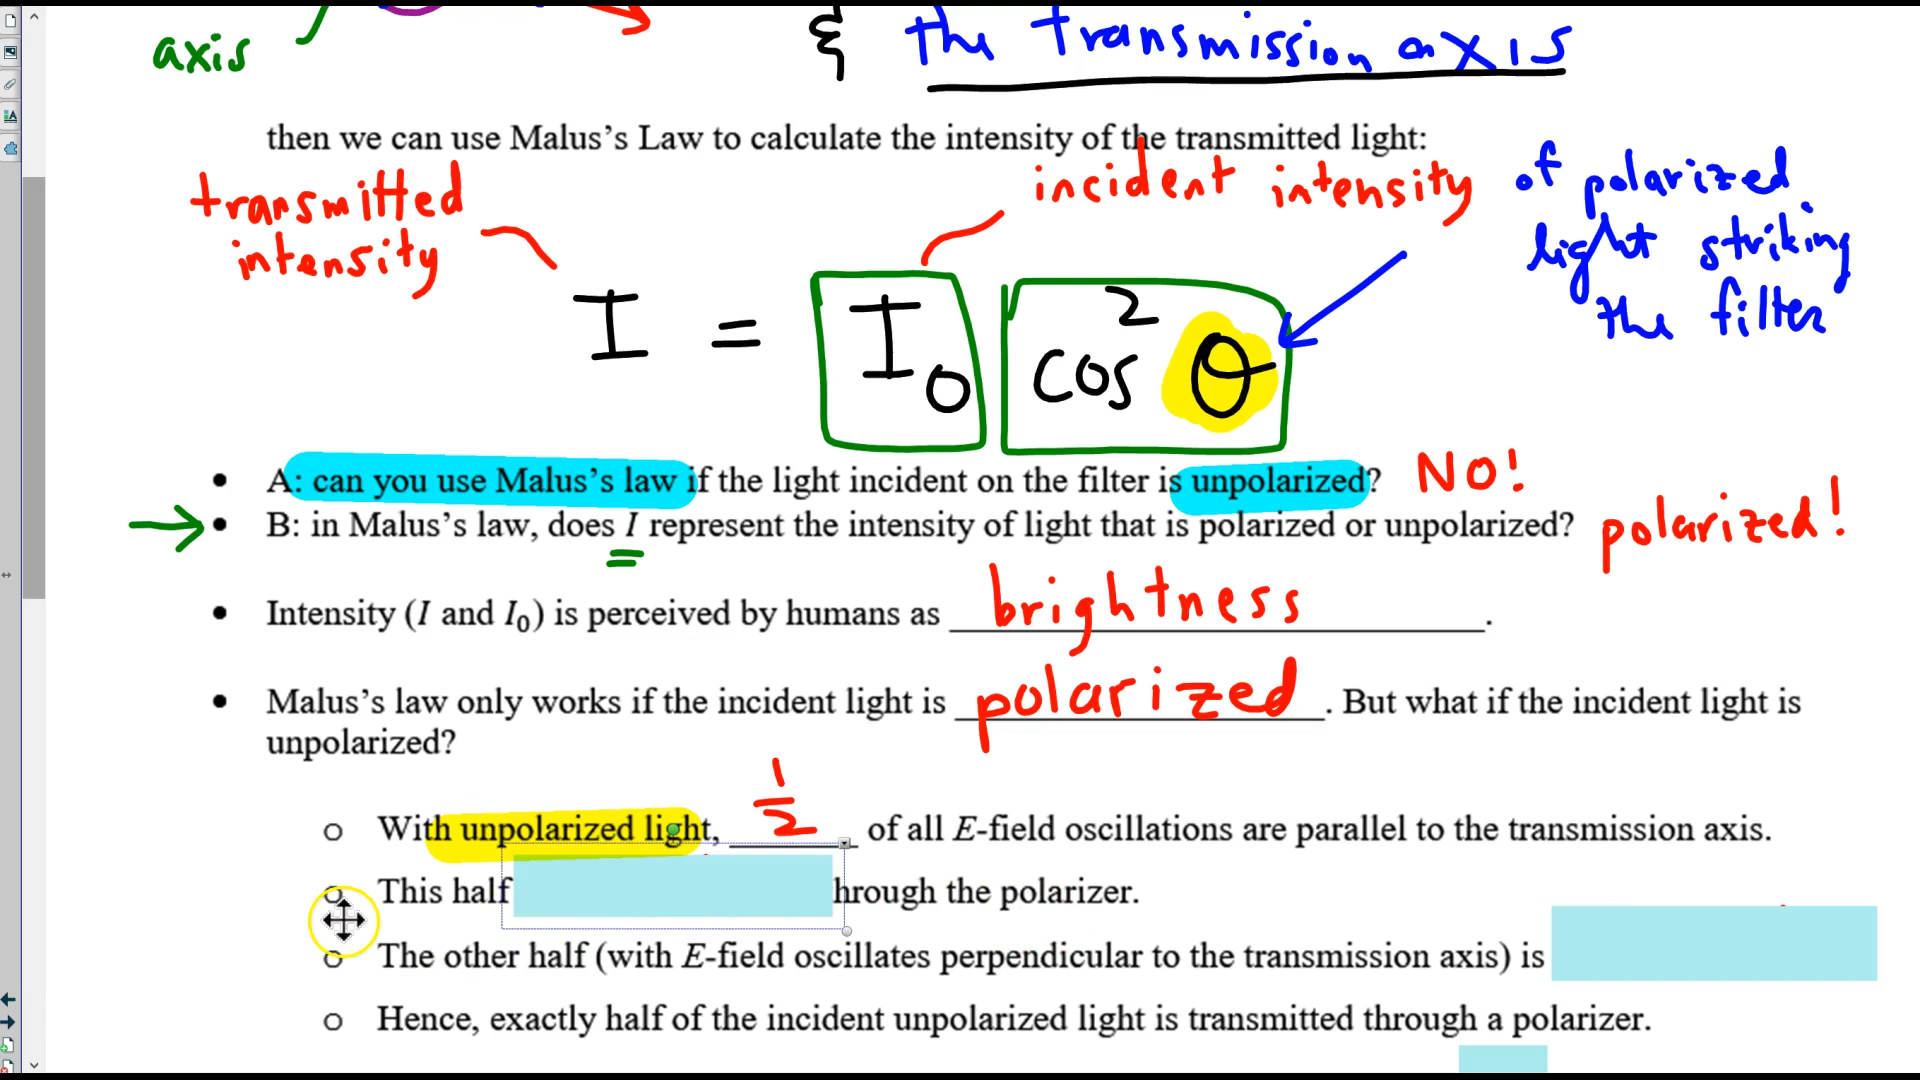 axis
& the transmission axis
then we can use Malus's Law to calculate the intensity of the transmitted light:
transmitted
intensity
incident intensity
of polarized
light striking
the filter
I = I₀ cos² θ
• A: can you use Malus's law if the light incident on the filter is unpolarized? NO!
• B: in Malus's law, does I represent the intensity of light that is polarized or unpolarized? polarized!
• Intensity (I and I₀) is perceived by humans as brightness.
• Malus's law only works if the incident light is polarized. But what if the incident light is
unpolarized?
o With unpolarized light, 1/2 of all E-field oscillations are parallel to the transmission axis.
o This half hrough the polarizer.
o The other half (with E-field oscillates perpendicular to the transmission axis) is
o Hence, exactly half of the incident unpolarized light is transmitted through a polarizer.